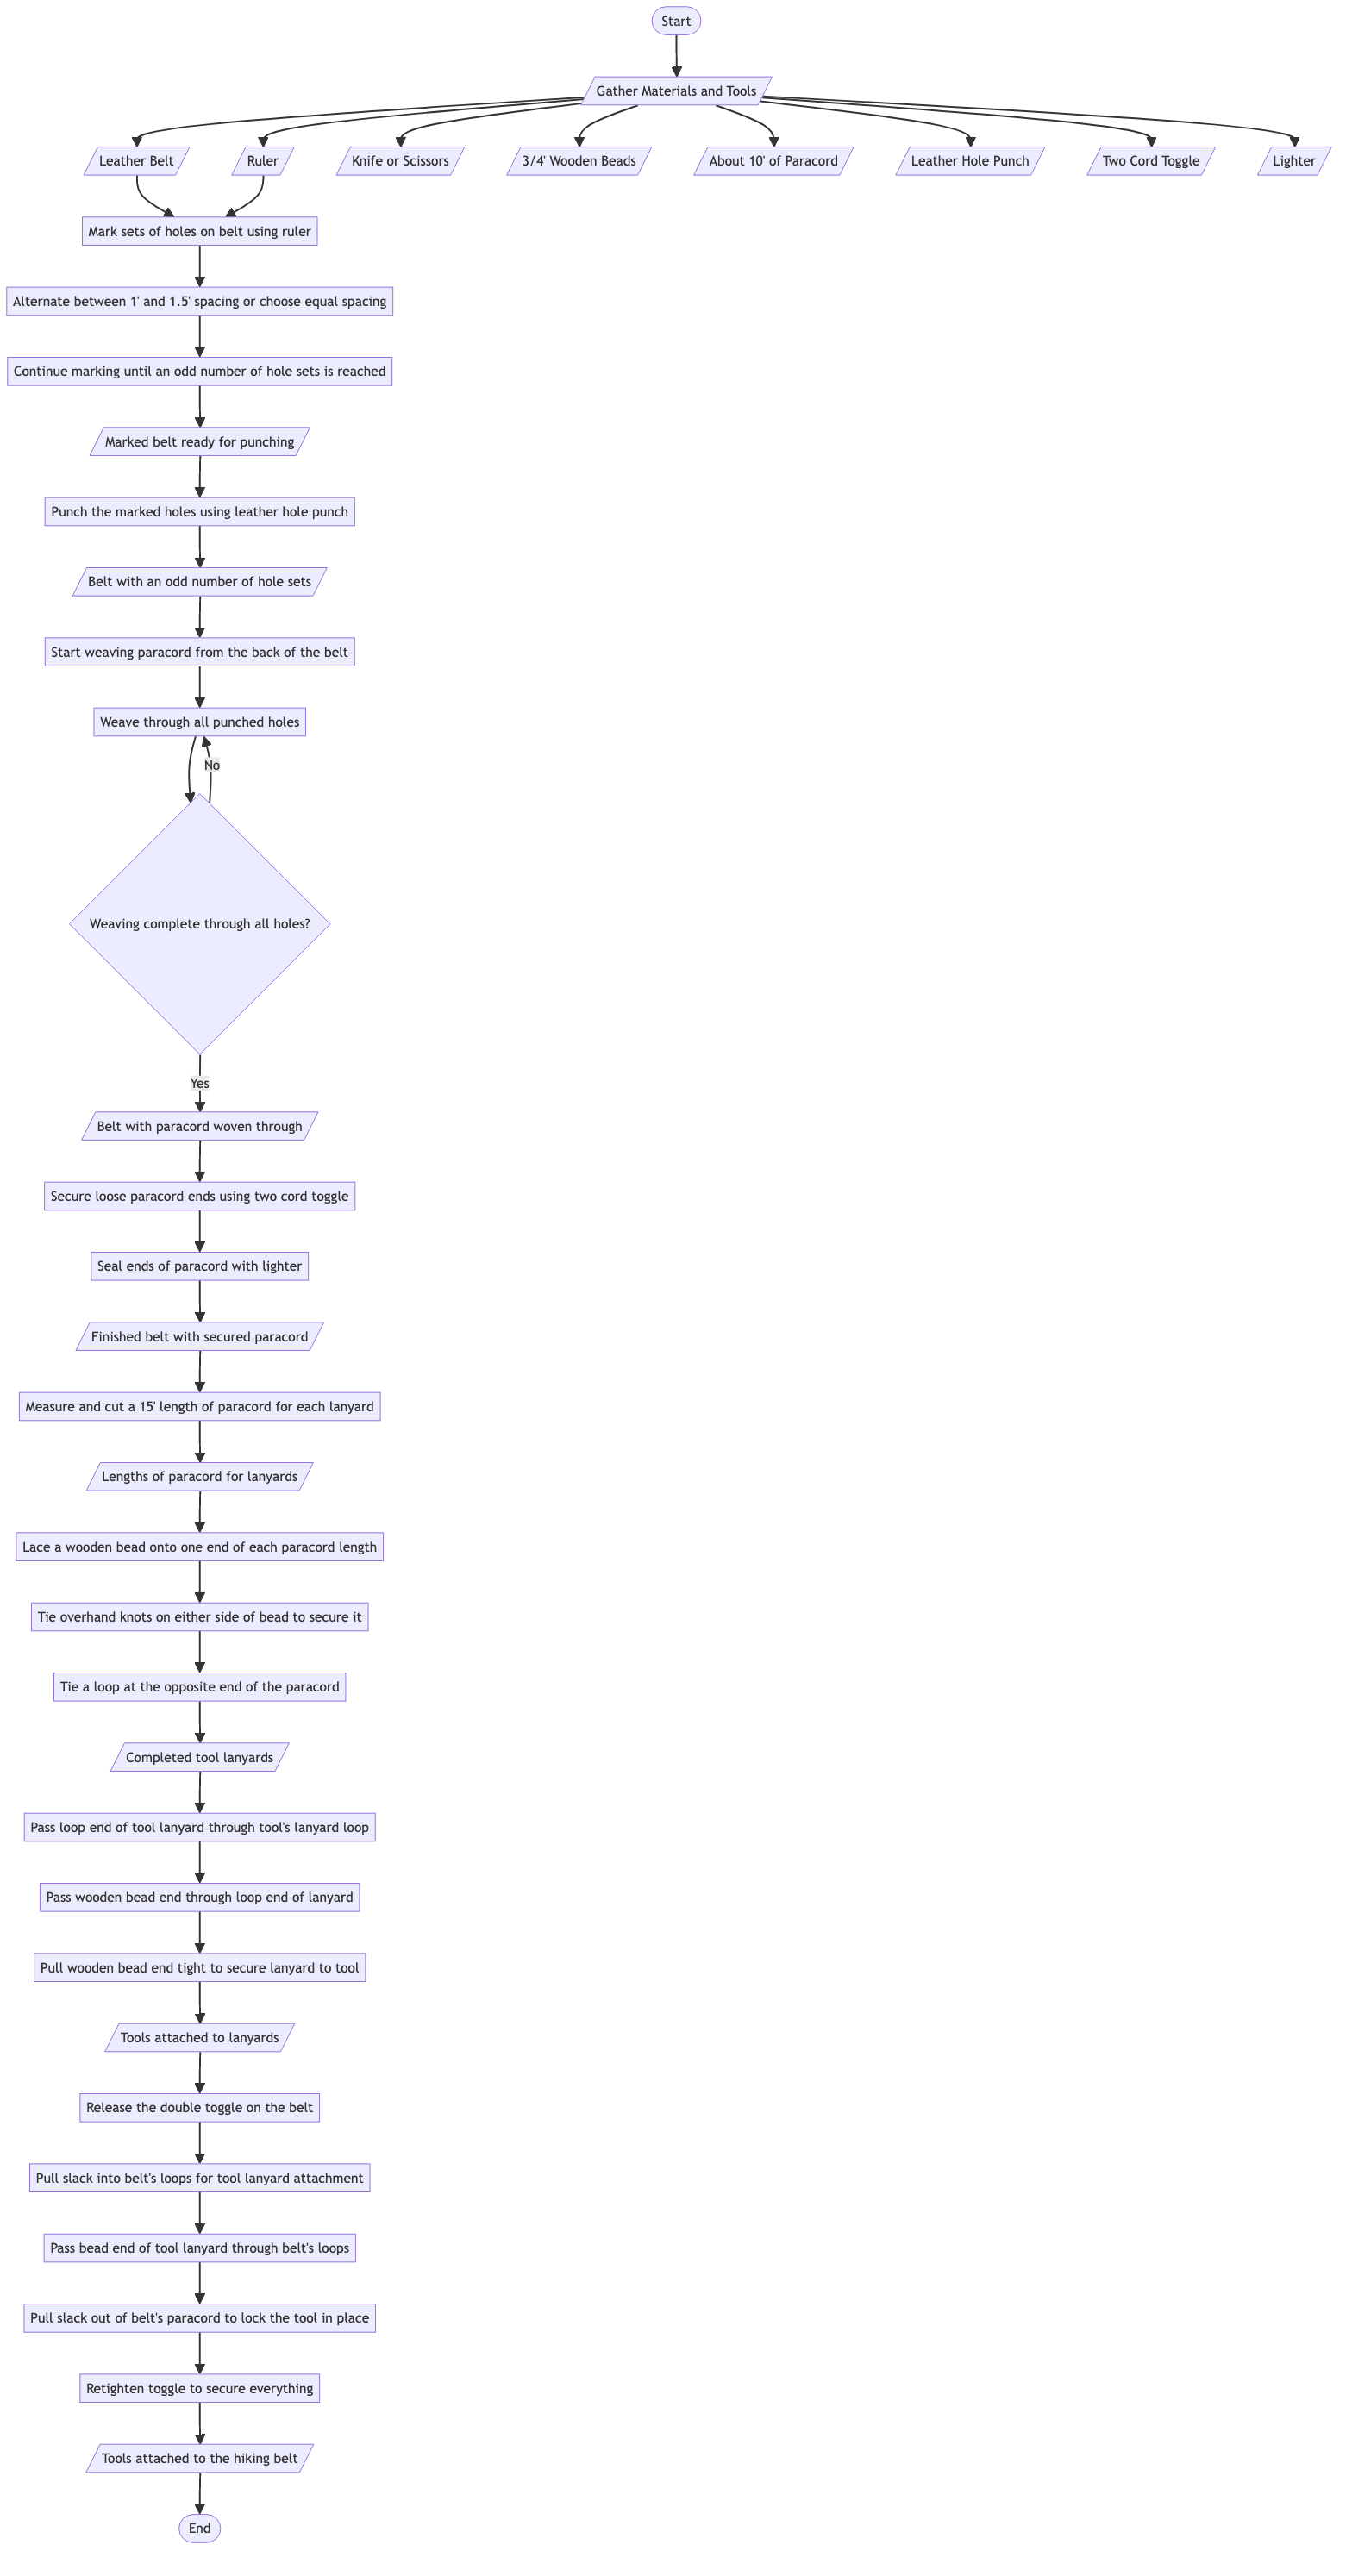 Start
Gather Materials and Tools
Leather Belt
Ruler
Knife or Scissors
3/4' Wooden Beads
About 10' of Paracord
Leather Hole Punch
Two Cord Toggle
Lighter
Mark sets of holes on belt using ruler
Alternate between 1' and 1.5' spacing or choose equal spacing
Continue marking until an odd number of hole sets is reached
Marked belt ready for punching
Punch the marked holes using leather hole punch
Belt with an odd number of hole sets
Start weaving paracord from the back of the belt
Weave through all punched holes
No
Weaving complete through all holes?
Yes
Belt with paracord woven through
Secure loose paracord ends using two cord toggle
Seal ends of paracord with lighter
Finished belt with secured paracord
Measure and cut a 15' length of paracord for each lanyard
Lengths of paracord for lanyards
Lace a wooden bead onto one end of each paracord length
Tie overhand knots on either side of bead to secure it
Tie a loop at the opposite end of the paracord
Completed tool lanyards
Pass loop end of tool lanyard through tool's lanyard loop
Pass wooden bead end through loop end of lanyard
Pull wooden bead end tight to secure lanyard to tool
Tools attached to lanyards
Release the double toggle on the belt
Pull slack into belt's loops for tool lanyard attachment
Pass bead end of tool lanyard through belt's loops
Pull slack out of belt's paracord to lock the tool in place
Retighten toggle to secure everything
Tools attached to the hiking belt
End